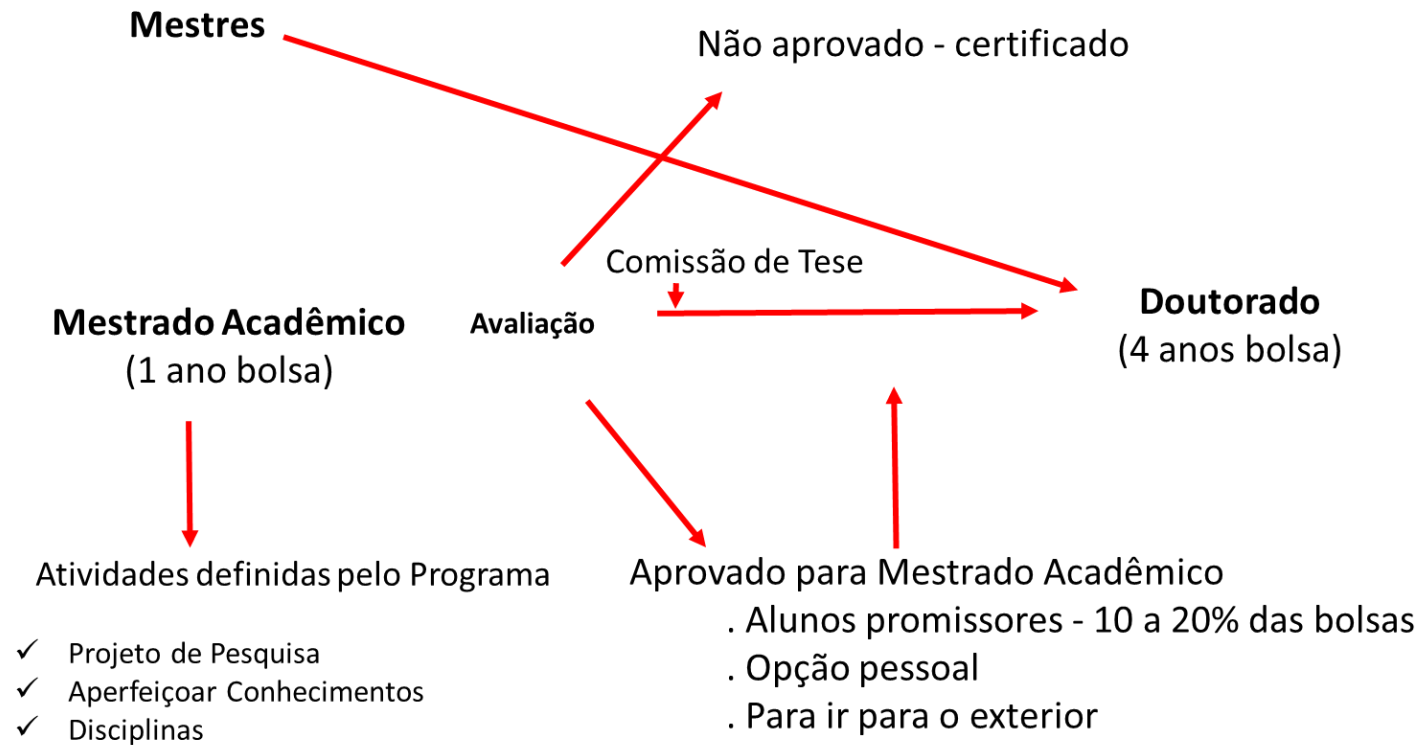 Mestres
Não aprovado - certificado
Comissão de Tese
Mestrado Acadêmico
(1 ano bolsa)
Avaliação
Doutorado
(4 anos bolsa)
Atividades definidas pelo Programa
✓ Projeto de Pesquisa
✓ Aperfeiçoar Conhecimentos
✓ Disciplinas
Aprovado para Mestrado Acadêmico
. Alunos promissores - 10 a 20% das bolsas
. Opção pessoal
. Para ir para o exterior